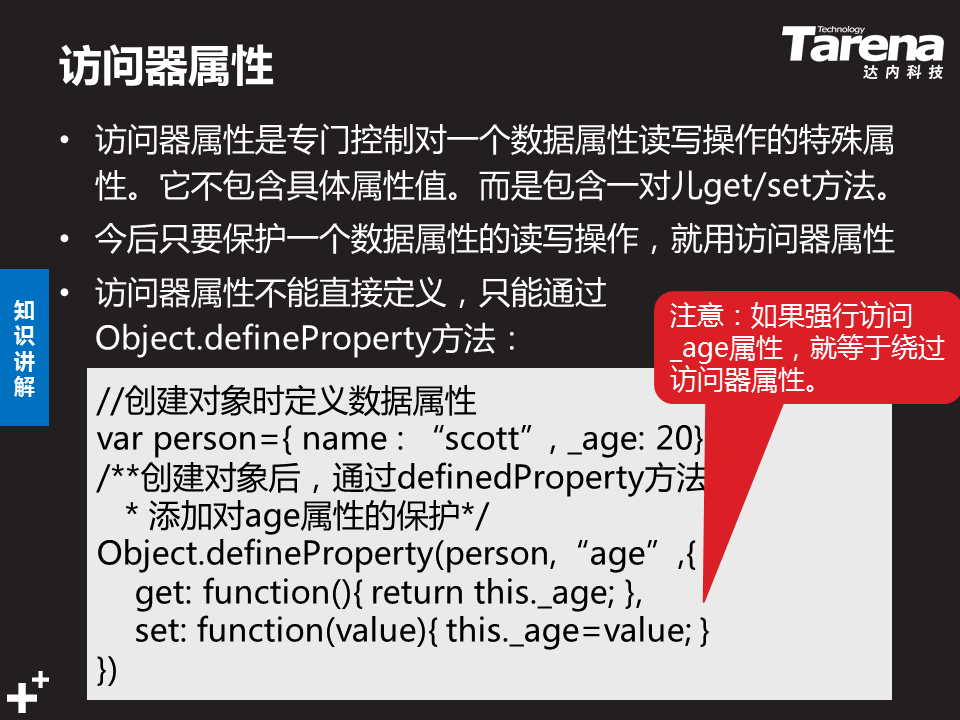 访问器属性
Technology
Tarena
达内科技
• 访问器属性是专门控制对一个数据属性读写操作的特殊属
性。它不包含具体属性值。而是包含一对儿get/set方法。
• 今后只要保护一个数据属性的读写操作，就用访问器属性
• 访问器属性不能直接定义，只能通过
Object.defineProperty方法：
知
识
讲
解
注意：如果强行访问
_age属性，就等于绕过
访问器属性。
//创建对象时定义数据属性
var person={ name : “scott”, _age: 20}
/**创建对象后，通过definedProperty方法
* 添加对age属性的保护*/
Object.defineProperty(person,“age”,{
get: function(){ return this._age; },
set: function(value){ this._age=value; }
})